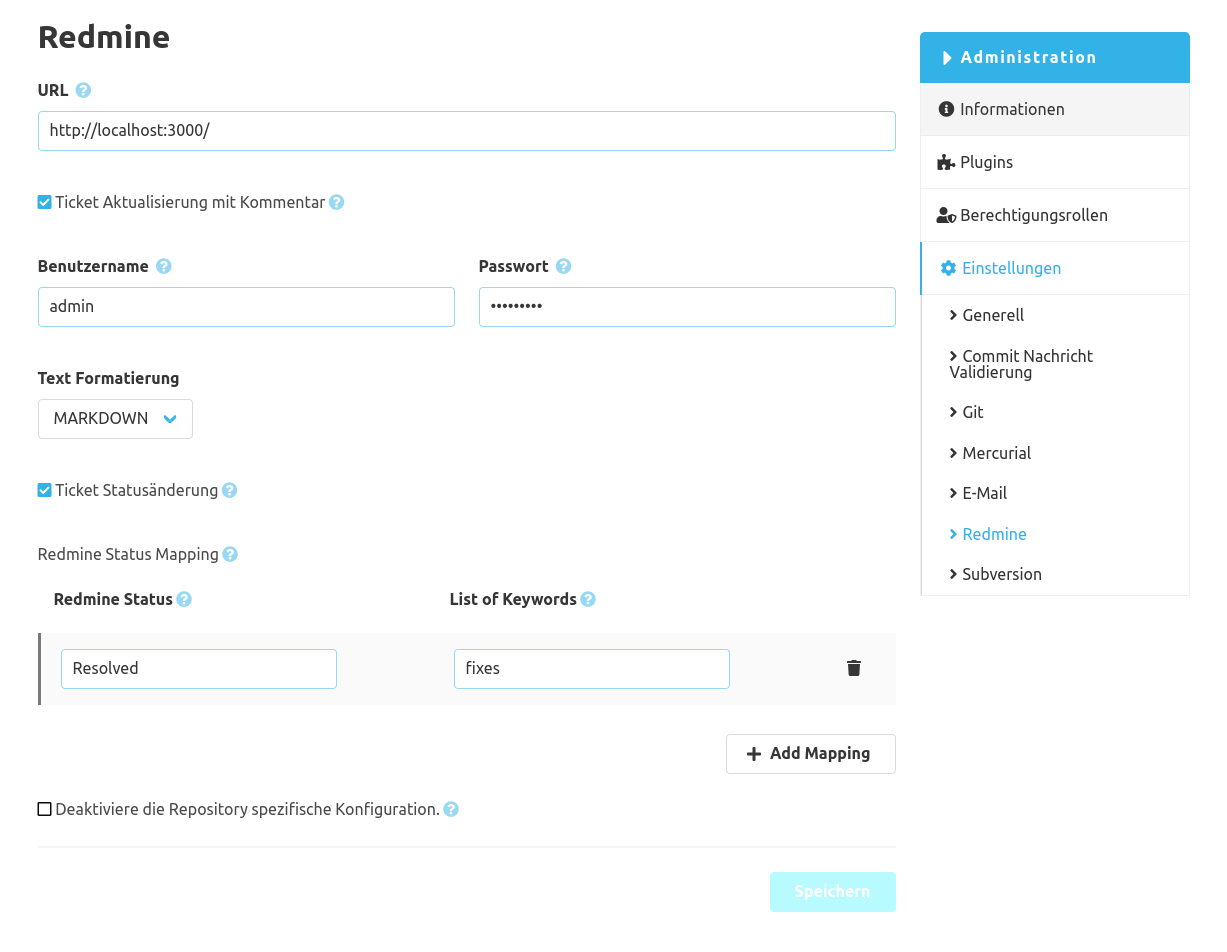 Redmine
URL
http://localhost:3000/
Ticket Aktualisierung mit Kommentar
Benutzername
Passwort
admin
•••••••••
Text Formatierung
MARKDOWN
Ticket Statusänderung
Redmine Status Mapping
Redmine Status
List of Keywords
Resolved
fixes
Add Mapping
Deaktiviere die Repository spezifische Konfiguration.
Speichern
Administration
Informationen
Plugins
Berechtigungsrollen
Einstellungen
Generell
Commit Nachricht
Validierung
Git
Mercurial
E-Mail
Redmine
Subversion